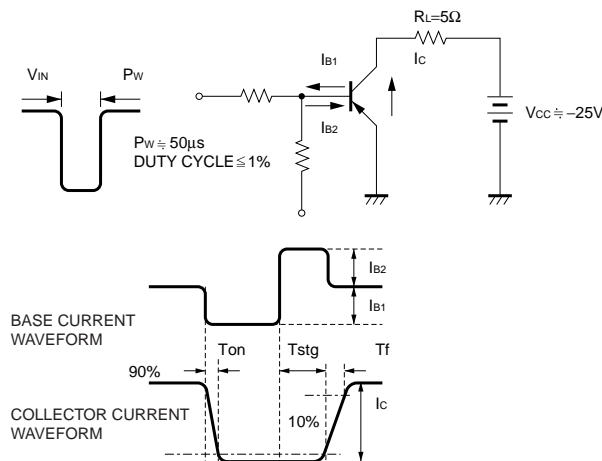 RL=5Ω
IB1
IC
VIN
PW
VCC≒−25V
IB2
PW≒50μs
DUTY CYCLE≦1%
IB2
IB1
BASE CURRENT
WAVEFORM
Ton
Tstg
Tf
90%
IC
10%
COLLECTOR CURRENT
WAVEFORM